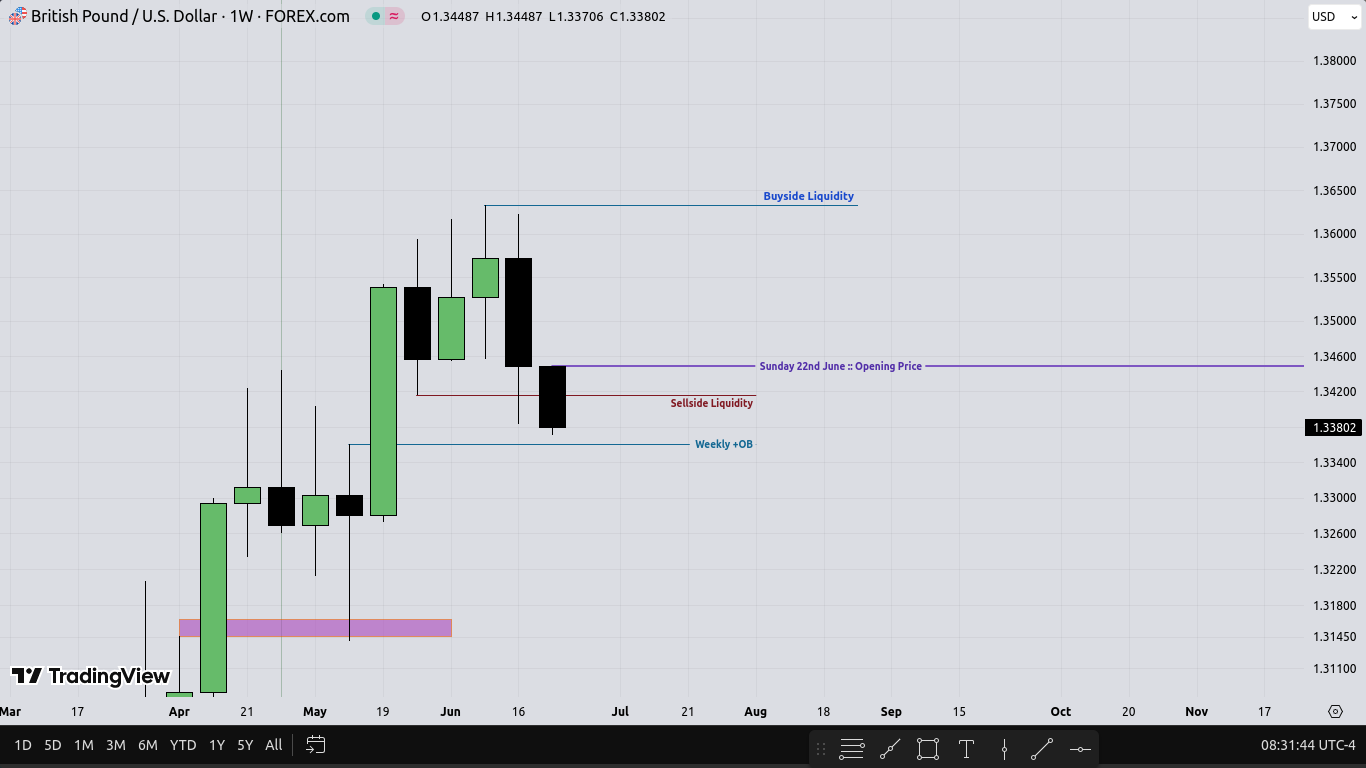 British Pound / U.S. Dollar · 1W · FOREX.com
O1.34487 H1.34487 L1.33706 C1.33802
USD
1.38000
1.37500
1.37000
1.36500
Buyside Liquidity
1.36000
1.35500
1.35000
1.34600
Sunday 22nd June :: Opening Price
1.34200
Sellside Liquidity
1.33802
Weekly +OB
1.33400
1.33000
1.32600
1.32200
1.31800
1.31450
1.31100
TradingView
Mar 17 Apr 21 May 19 Jun 16 Jul 21 Aug 18 Sep 15 Oct 20 Nov 17
1D 5D 1M 3M 6M YTD 1Y 5Y All
08:31:44 UTC-4